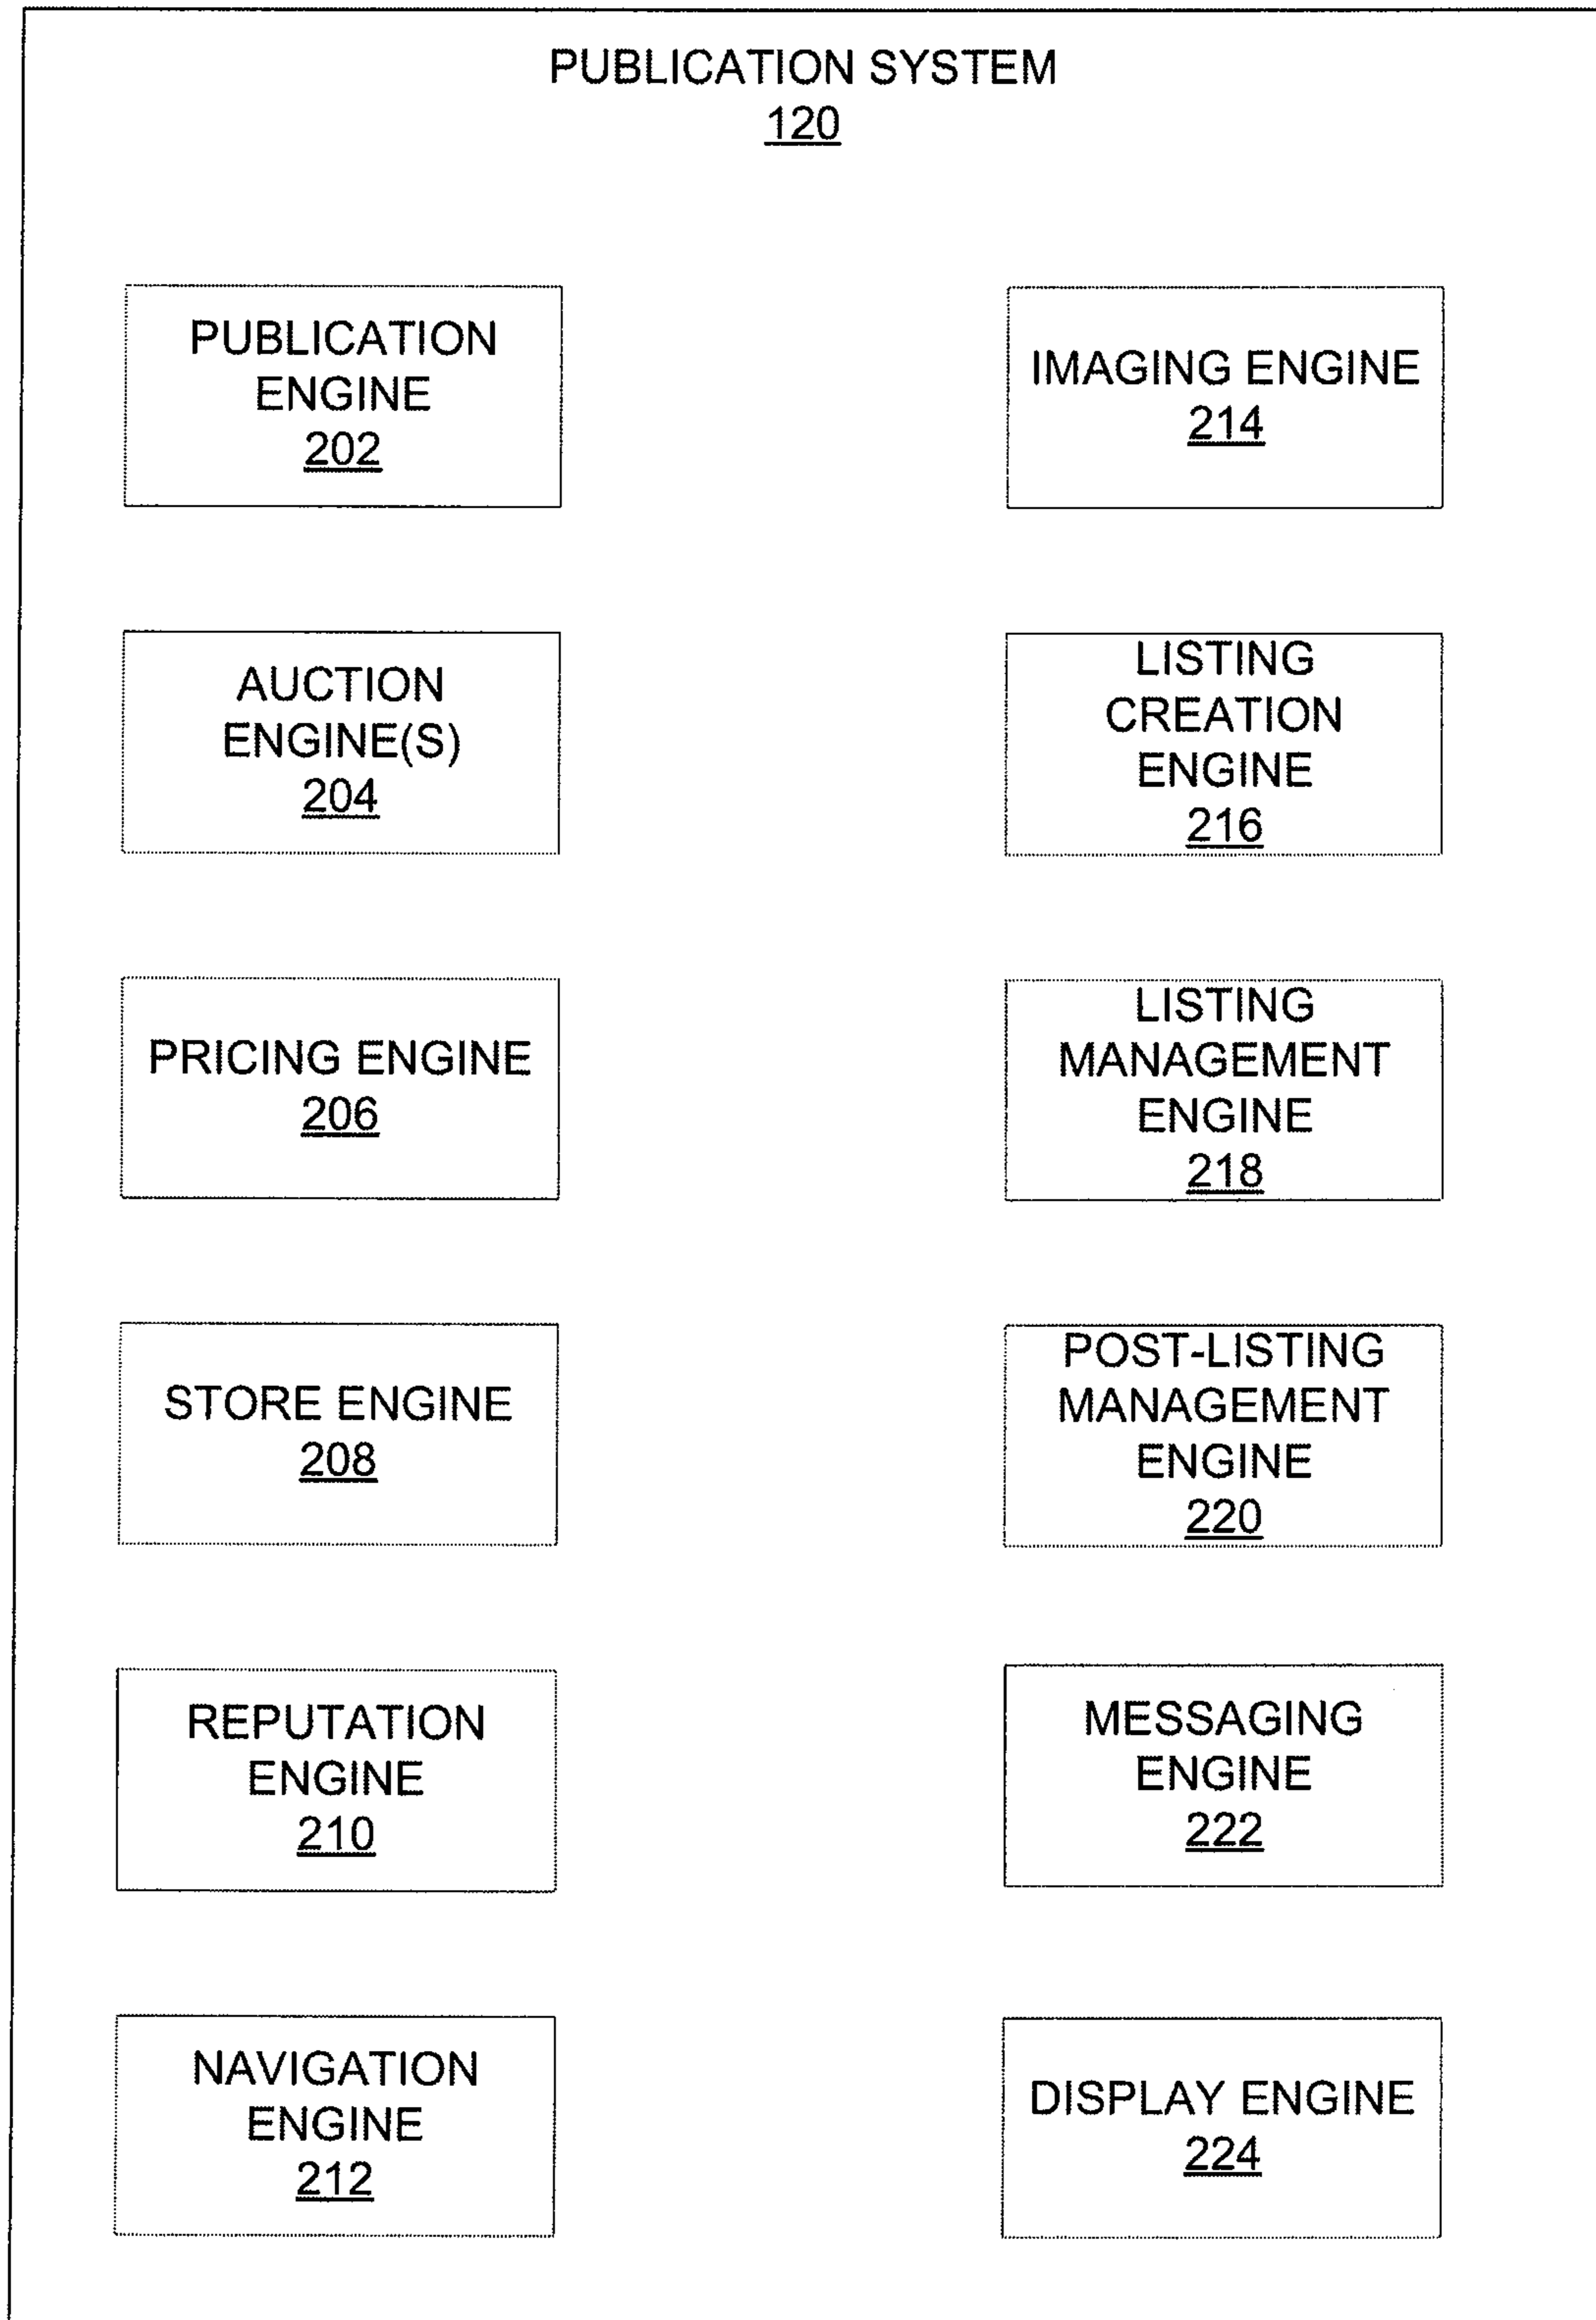 PUBLICATION SYSTEM
120
PUBLICATION
ENGINE
202
IMAGING ENGINE
214
AUCTION
ENGINE(S)
204
LISTING
CREATION
ENGINE
216
PRICING ENGINE
206
LISTING
MANAGEMENT
ENGINE
218
STORE ENGINE
208
POST-LISTING
MANAGEMENT
ENGINE
220
REPUTATION
ENGINE
210
MESSAGING
ENGINE
222
NAVIGATION
ENGINE
212
DISPLAY ENGINE
224